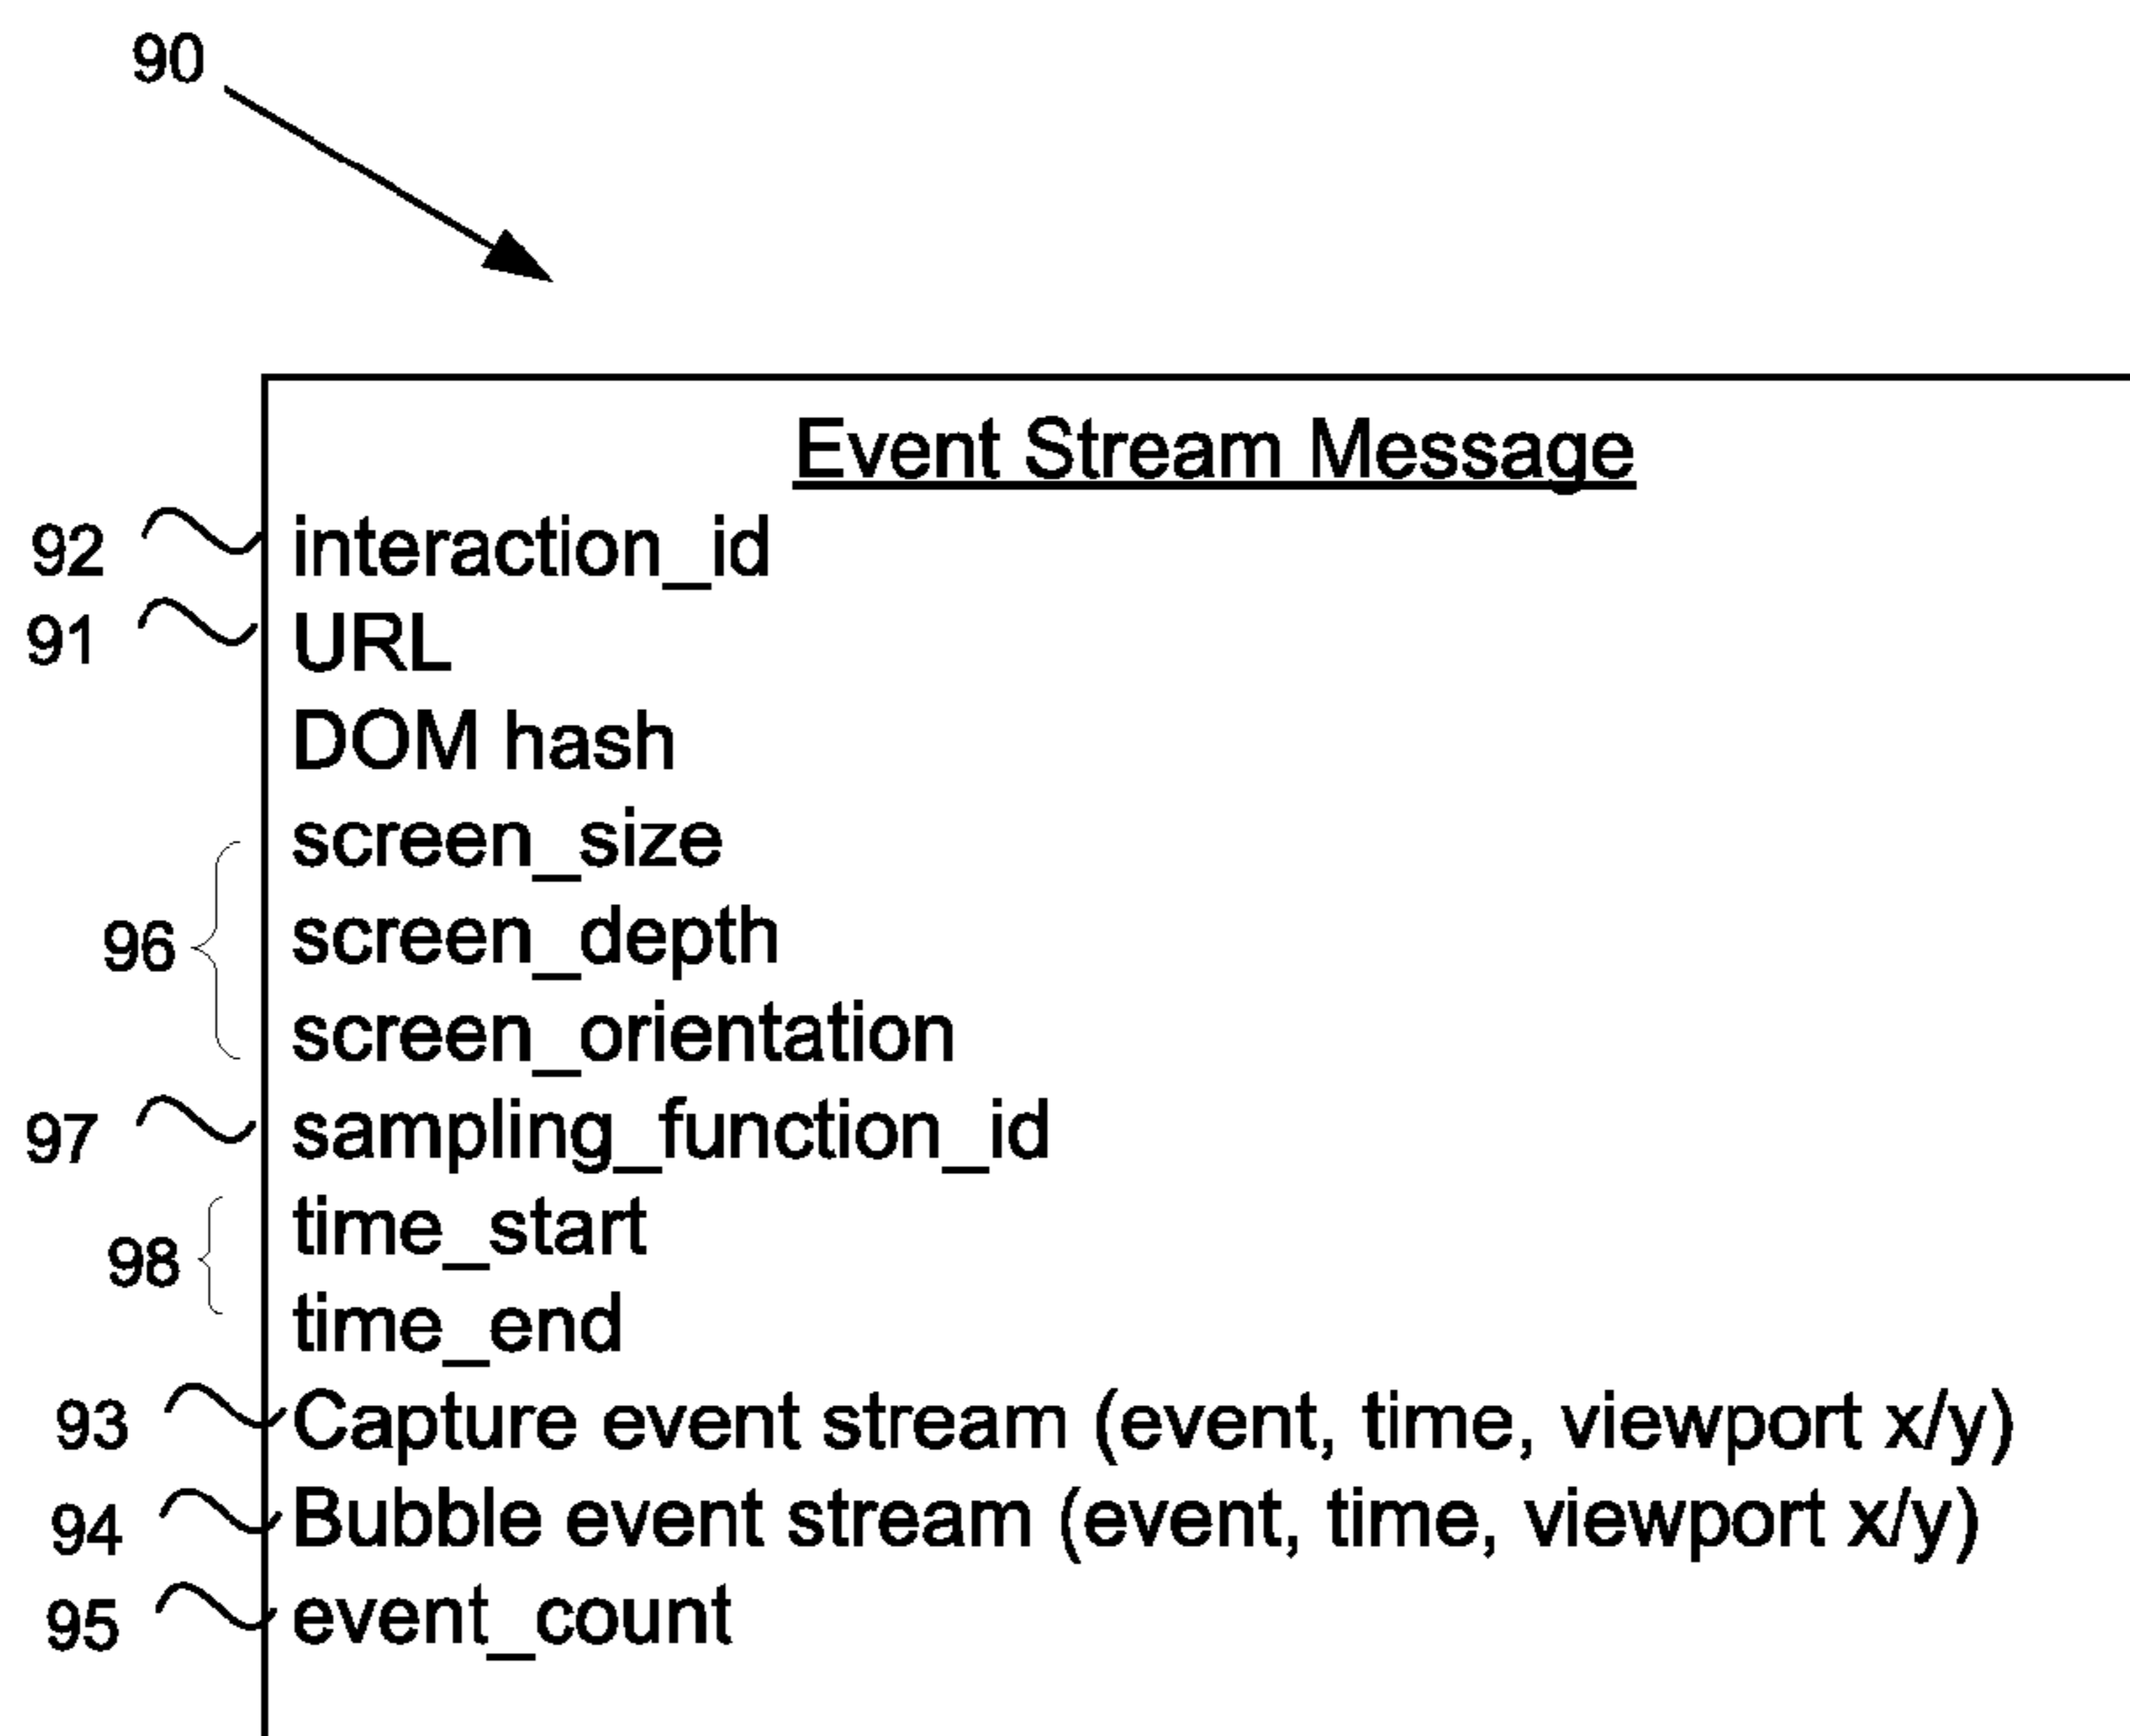 90
Event Stream Message
92 interaction_id
91 URL
DOM hash
screen_size
96 screen_depth
screen_orientation
97 sampling_function_id
time_start
98
time_end
93 Capture event stream (event, time, viewport x/y)
94 Bubble event stream (event, time, viewport x/y)
95 event_count